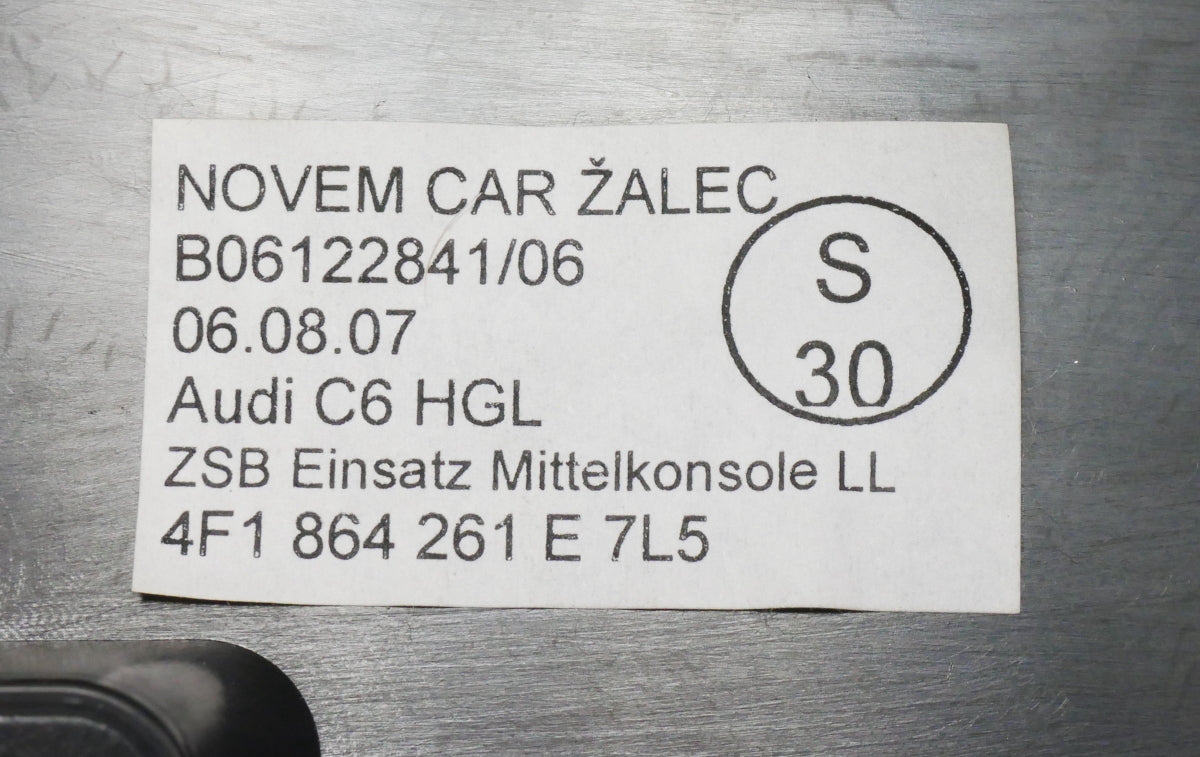 NOVEM CAR ŽALEC
B06122841/06
06.08.07
Audi C6 HGL
ZSB Einsatz Mittelkonsole LL
4F1 864 261 E 7L5
S
30